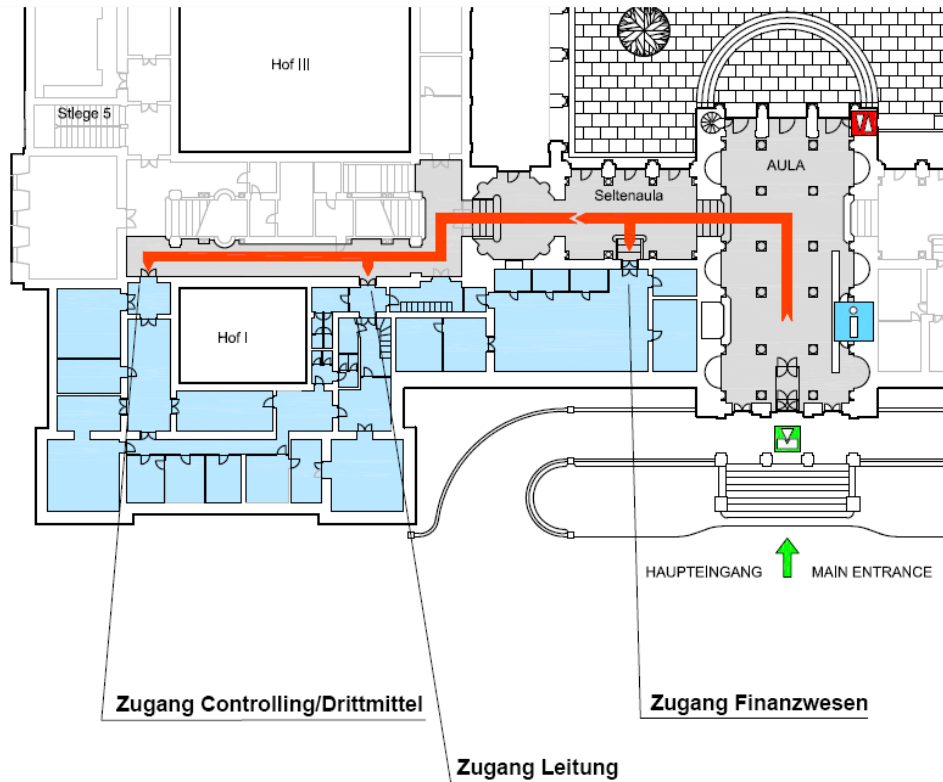 Hof III
Stiege 5
AULA
Seitenaula
Hof I
HAUPTEINGANG
MAIN ENTRANCE
Zugang Controlling/Drittmittel
Zugang Finanzwesen
Zugang Leitung